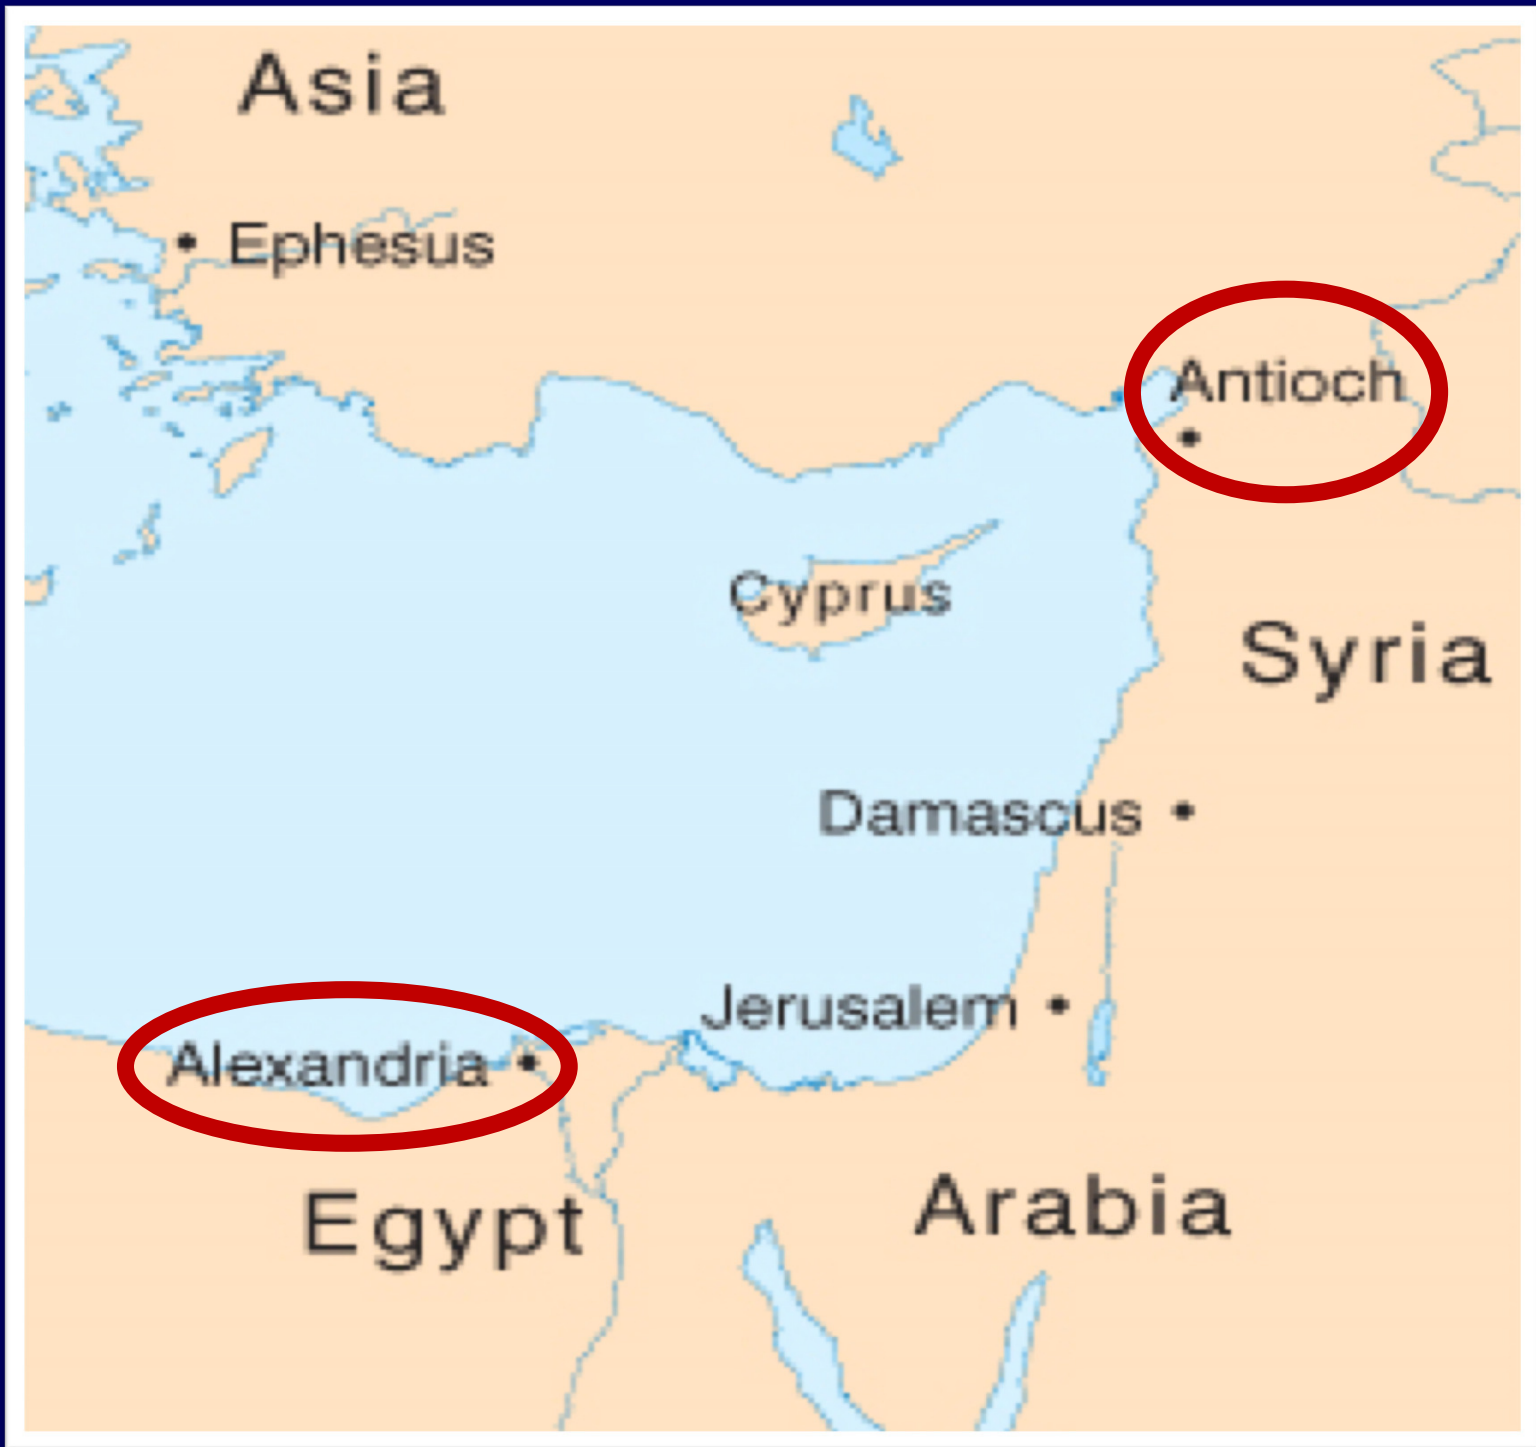 Asia
Ephesus
Antioch
Cyprus
Syria
Damascus
Jerusalem
Alexandria
Egypt
Arabia